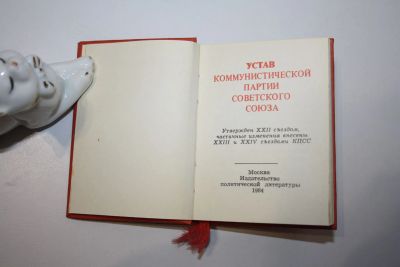 УСТАВ
КОММУНИСТИЧЕСКОЙ
ПАРТИИ
СОВЕТСКОГО
СОЮЗА
Утвержден XXII съездом,
частичные изменения внесены
XXIII и XXIV съездами КПСС
Москва
Издательство
политической литературы
1984